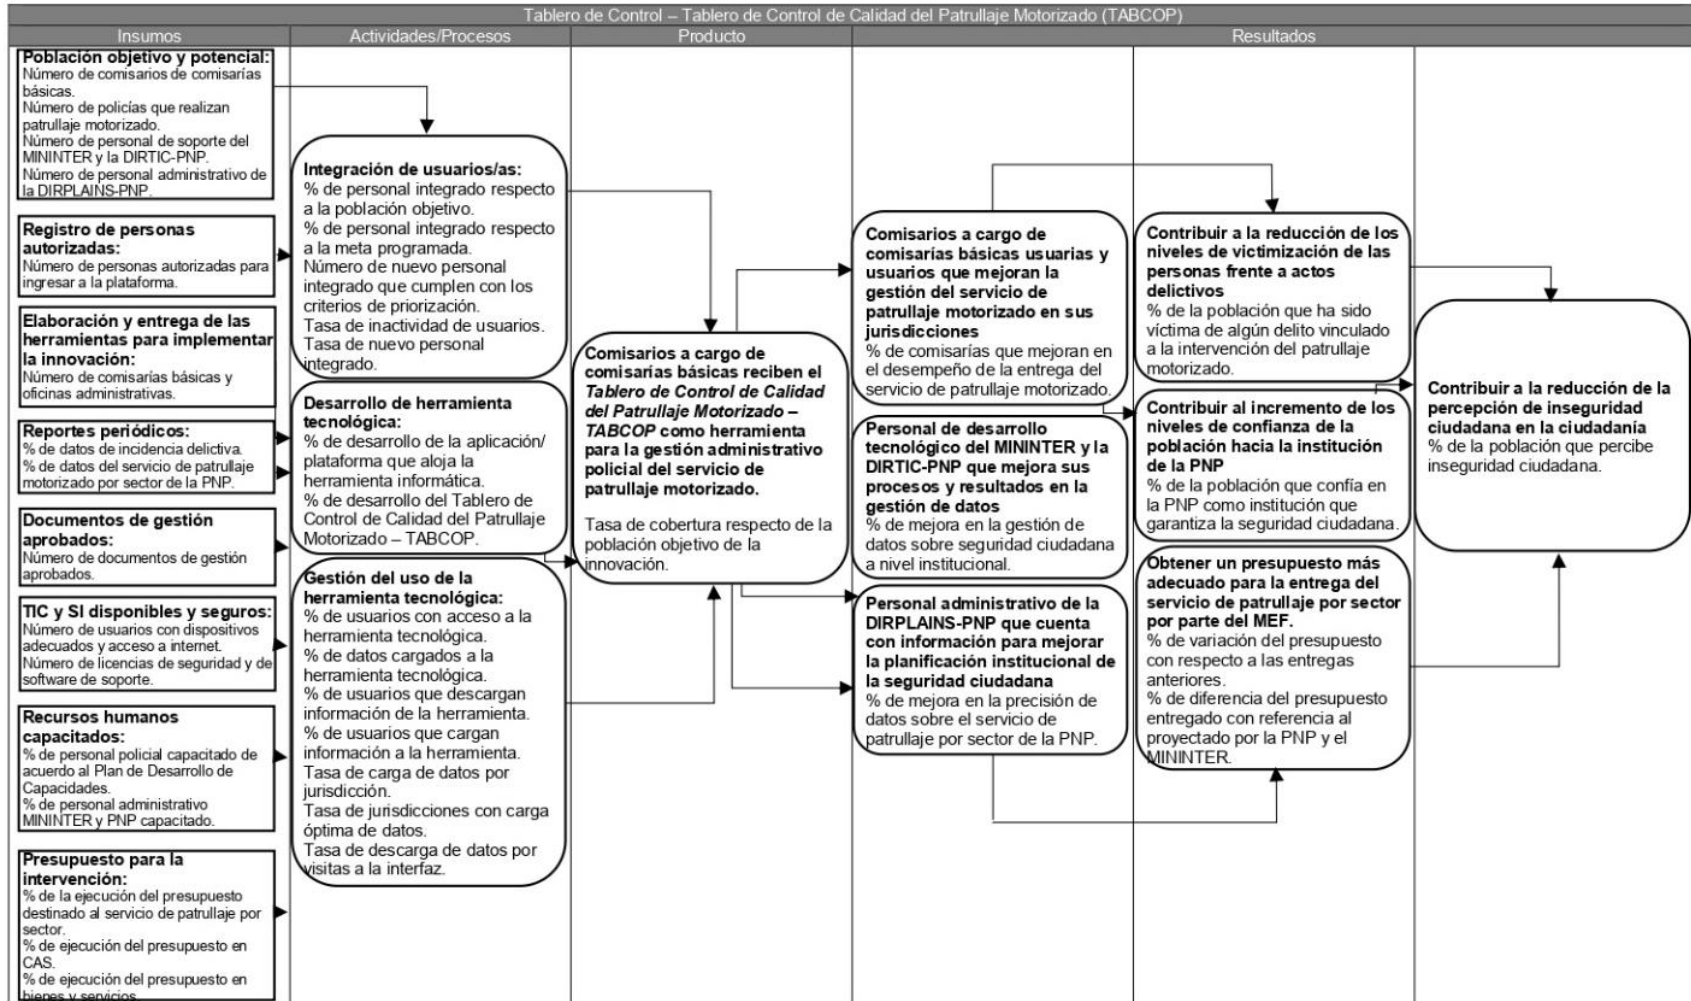 Tablero de Control – Tablero de Control de Calidad del Patrullaje Motorizado (TABCOP)
Insumos
Actividades/Procesos
Producto
Resultados
Población objetivo y potencial:
Número de comisarios de comisarías
básicas.
Número de policías que realizan
patrullaje motorizado.
Número de personal de soporte del
MININTER y la DIRTIC-PNP.
Número de personal administrativo de
la DIRPLAINS-PNP.
Registro de personas
autorizadas:
Número de personas autorizadas para
ingresar a la plataforma.
Elaboración y entrega de las
herramientas para implementar
la innovación:
Número de comisarías básicas y
oficinas administrativas.
Reportes periódicos:
% de datos de incidencia delictiva.
% de datos del servicio de patrullaje
motorizado por sector de la PNP.
Documentos de gestión
aprobados:
Número de documentos de gestión
aprobados.
TIC y SI disponibles y seguros:
Número de usuarios con dispositivos
adecuados y acceso a internet.
Número de licencias de seguridad y de
software de soporte.
Recursos humanos
capacitados:
% de personal policial capacitado de
acuerdo al Plan de Desarrollo de
Capacidades.
% de personal administrativo
MININTER y PNP capacitado.
Presupuesto para la
intervención:
% de la ejecución del presupuesto
destinado al servicio de patrullaje por
sector.
% de ejecución del presupuesto en
CAS.
% de ejecución del presupuesto en
bienes y servicios.
Integración de usuarios/as:
% de personal integrado respecto
a la población objetivo.
% de personal integrado respecto
a la meta programada.
Número de nuevo personal
integrado que cumplen con los
criterios de priorización.
Tasa de inactividad de usuarios.
Tasa de nuevo personal
integrado.
Desarrollo de herramienta
tecnológica:
% de desarrollo de la aplicación/
plataforma que aloja la
herramienta informática.
% de desarrollo del Tablero de
Control de Calidad del Patrullaje
Motorizado – TABCOP.
Gestión del uso de la
herramienta tecnológica:
% de usuarios con acceso a la
herramienta tecnológica.
% de datos cargados a la
herramienta tecnológica.
% de usuarios que descargan
información de la herramienta.
% de usuarios que cargan
información a la herramienta.
Tasa de carga de datos por
jurisdicción.
Tasa de jurisdicciones con carga
óptima de datos.
Tasa de descarga de datos por
visitas a la interfaz.
Comisarios a cargo de
comisarías básicas reciben el
Tablero de Control de Calidad
del Patrullaje Motorizado –
TABCOP como herramienta
para la gestión administrativo
policial del servicio de
patrullaje motorizado.
Tasa de cobertura respecto de la
población objetivo de la
innovación.
Comisarios a cargo de
comisarías básicas usuarias y
usuarios que mejoran la
gestión del servicio de
patrullaje motorizado en sus
jurisdicciones
% de comisarías que mejoran en
el desempeño de la entrega del
servicio de patrullaje motorizado.
Personal de desarrollo
tecnológico del MININTER y la
DIRTIC-PNP que mejora sus
procesos y resultados en la
gestión de datos
% de mejora en la gestión de
datos sobre seguridad ciudadana
a nivel institucional.
Personal administrativo de la
DIRPLAINS-PNP que cuenta
con información para mejorar
la planificación institucional de
la seguridad ciudadana
% de mejora en la precisión de
datos sobre el servicio de
patrullaje por sector de la PNP.
Contribuir a la reducción de los
niveles de victimización de las
personas frente a actos
delictivos
% de la población que ha sido
víctima de algún delito vinculado
a la intervención del patrullaje
motorizado.
Contribuir al incremento de los
niveles de confianza de la
población hacia la institución
de la PNP
% de la población que confía en
la PNP como institución que
garantiza la seguridad ciudadana.
Obtener un presupuesto más
adecuado para la entrega del
servicio de patrullaje por sector
por parte del MEF.
% de variación del presupuesto
con respecto a las entregas
anteriores.
% de diferencia del presupuesto
entregado con referencia al
proyectado por la PNP y el
MININTER.
Contribuir a la reducción de la
percepción de inseguridad
ciudadana en la ciudadanía
% de la población que percibe
inseguridad ciudadana.